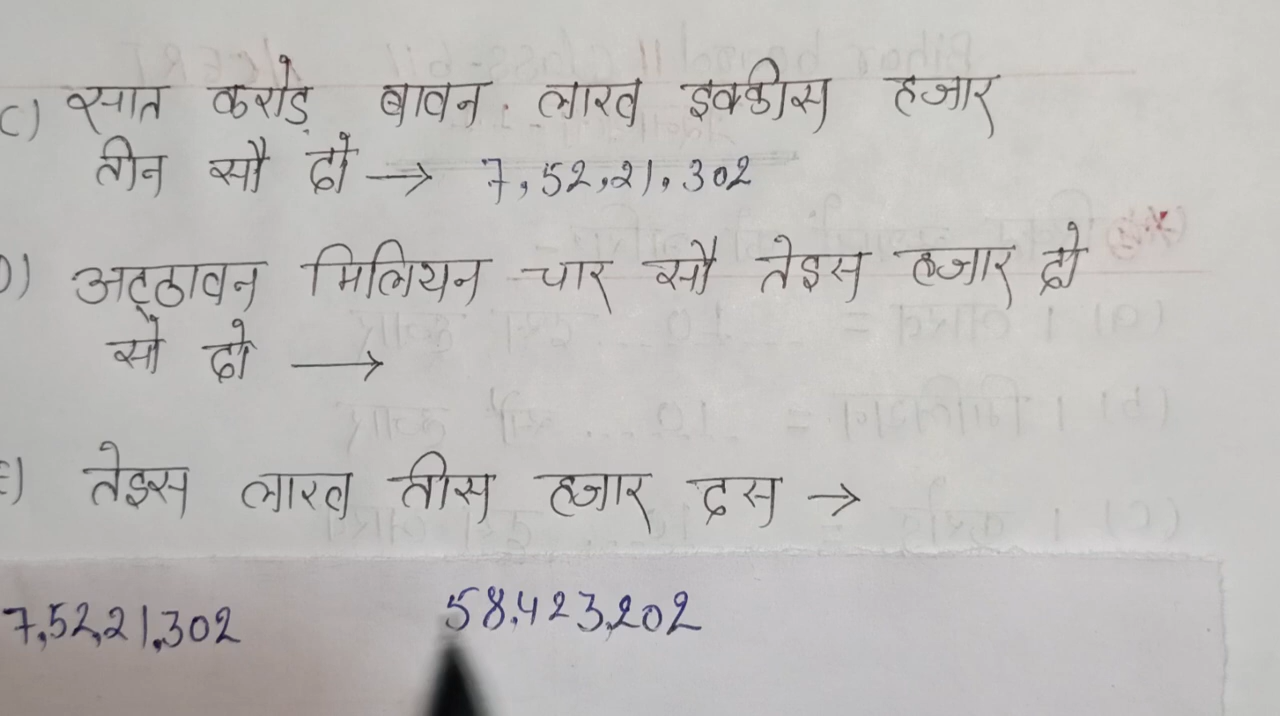 C) सात करोड़ बावन लाख इक्कीस हजार
तीन सौ दो → 7,52,21,302
D) अट्ठावन मिलियन चार सौ तेइस हजार दो
सौ दो →
E) तेइस लाख तीस हजार दस →
7,52,21,302 58,423,202